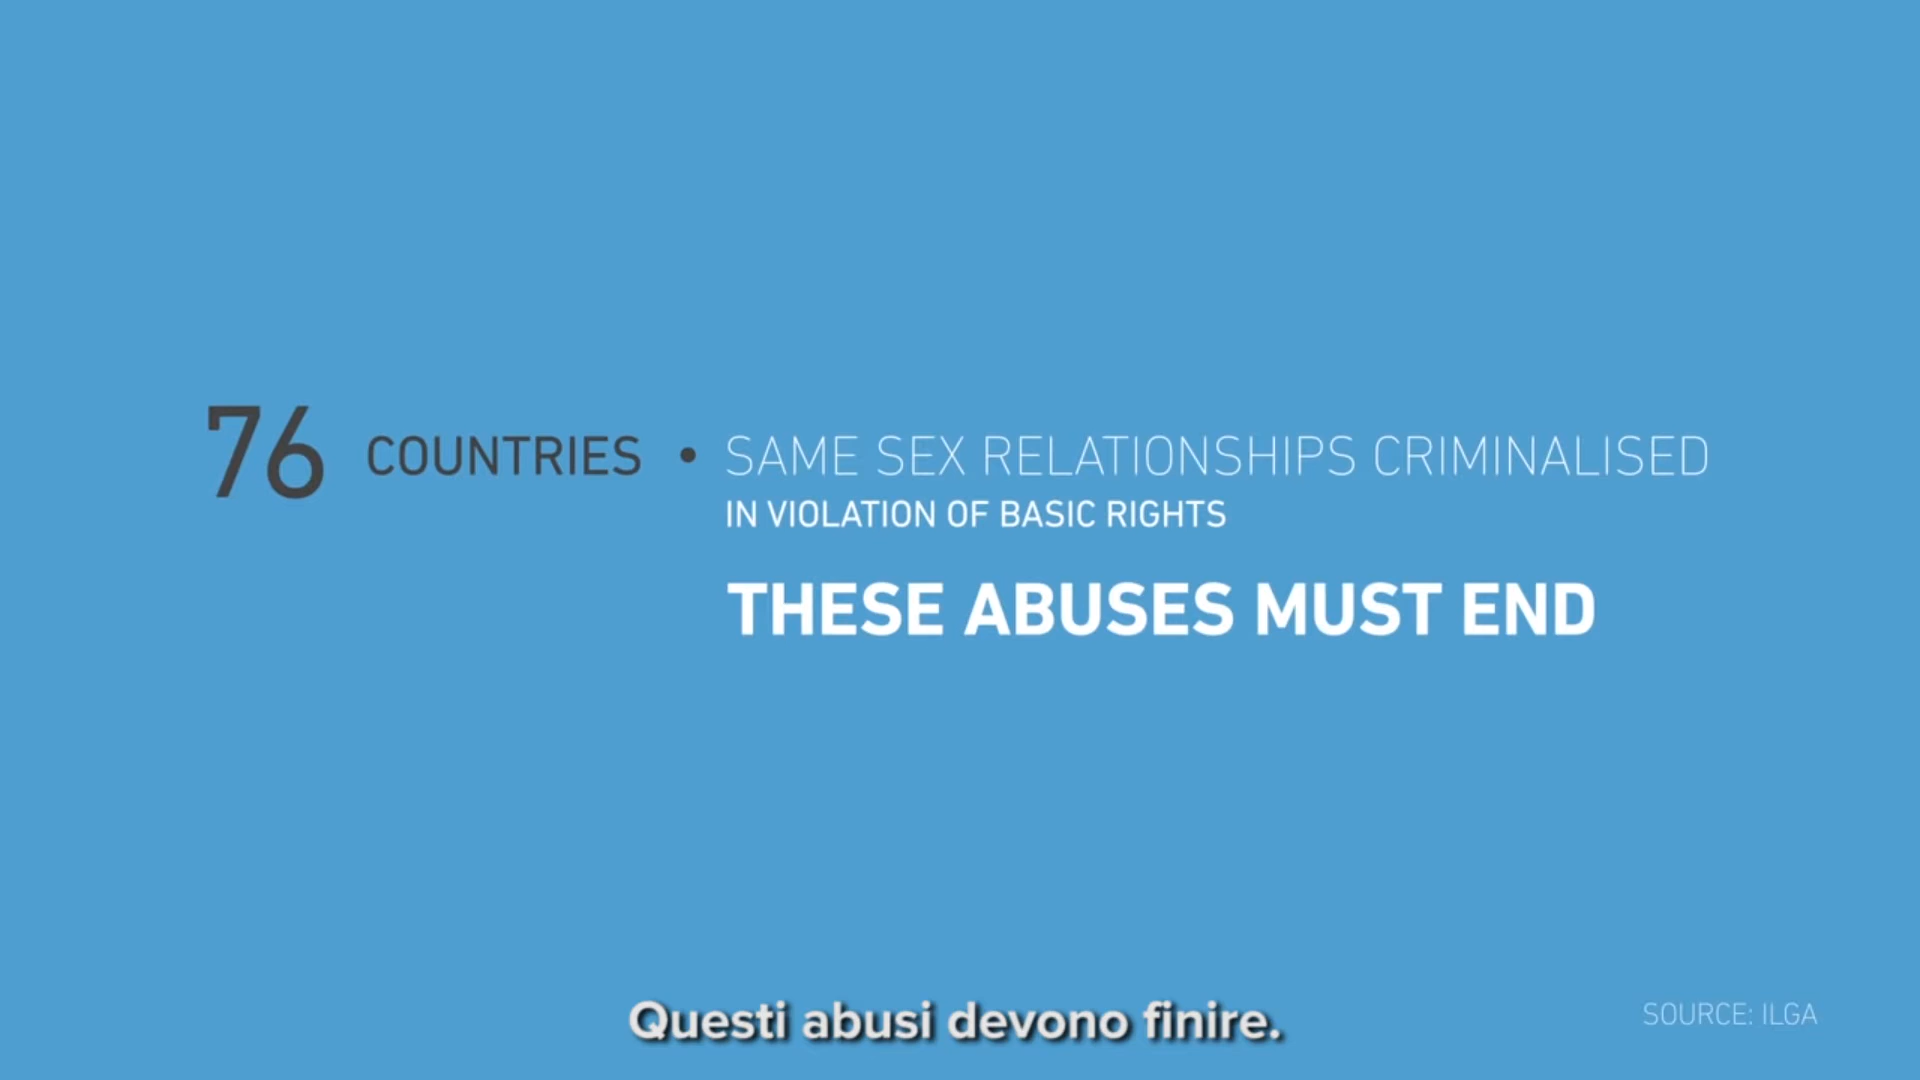 76 COUNTRIES • SAME SEX RELATIONSHIPS CRIMINALISED
IN VIOLATION OF BASIC RIGHTS
THESE ABUSES MUST END
Questi abusi devono finire.
SOURCE: ILGA